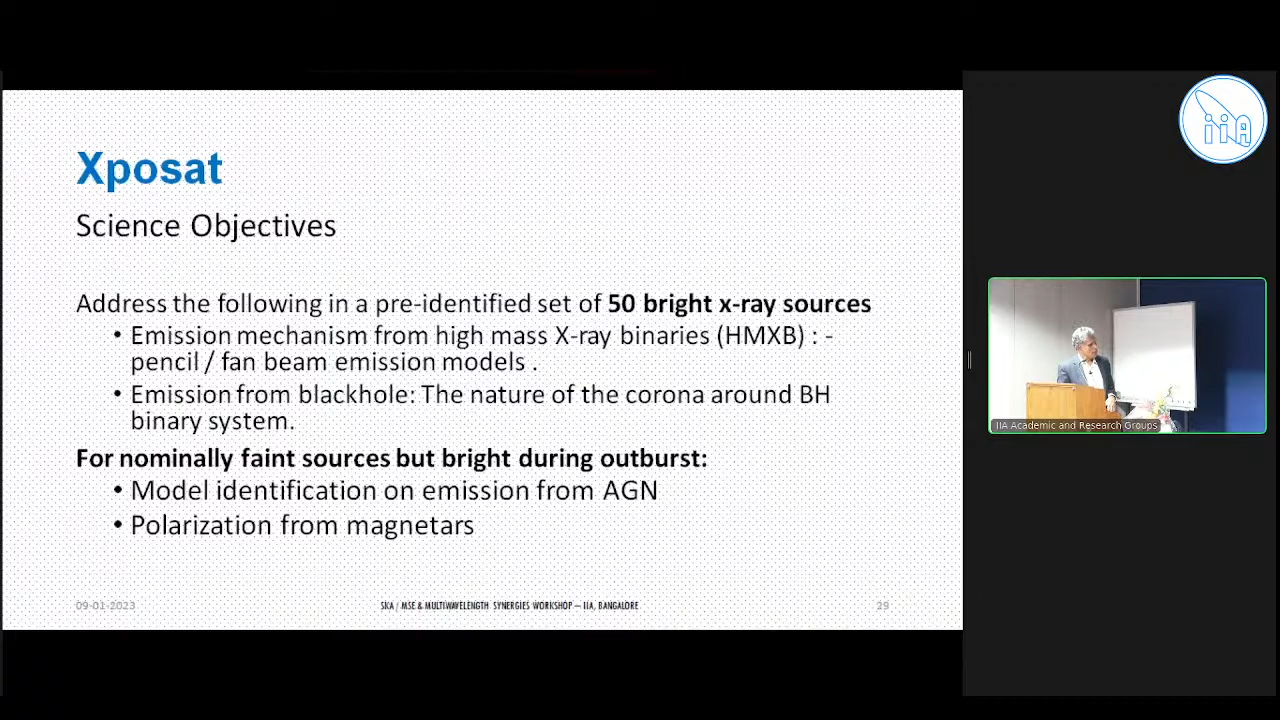 Xposat
Science Objectives
Address the following in a pre-identified set of 50 bright x-ray sources
• Emission mechanism from high mass X-ray binaries (HMXB) : -
pencil / fan beam emission models .
• Emission from blackhole: The nature of the corona around BH
binary system.
For nominally faint sources but bright during outburst:
• Model identification on emission from AGN
• Polarization from magnetars
09-01-2023
SKA / MSE & MULTIWAVELENGTH SYNERGIES WORKSHOP – IIA, BANGALORE
29
iiA
IIA Academic and Research Groups